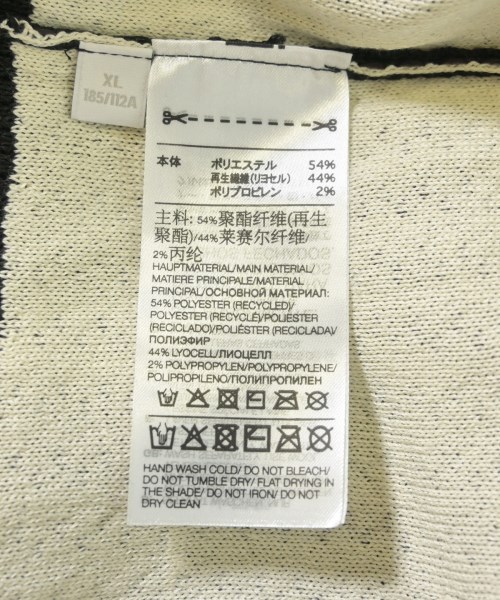 XL
185/112A
本体 ポリエステル 54%
再生繊維(リヨセル) 44%
ポリプロピレン 2%
主料: 54%聚酯纤维(再生
聚酯)/44%莱赛尔纤维/
2%丙纶
HAUPTMATERIAL/MAIN MATERIAL/
MATIERE PRINCIPALE/MATERIAL
PRINCIPAL/ОСНОВНОЙ МАТЕРИАЛ:
54% POLYESTER (RECYCLED)/
POLYESTER (RECYCLÉ)/POLIESTER
(RECICLADO)/POLIÉSTER (RECICLADA)/
ПОЛИЭФИР
44% LYOCELL/ЛИОЦЕЛЛ
2% POLYPROPYLEN/POLYPROPYLENE/
POLIPROPILENO/ПОЛИПРОПИЛЕН
HAND WASH COLD/ DO NOT BLEACH/
DO NOT TUMBLE DRY/ FLAT DRYING IN
THE SHADE/ DO NOT IRON/ DO NOT
DRY CLEAN